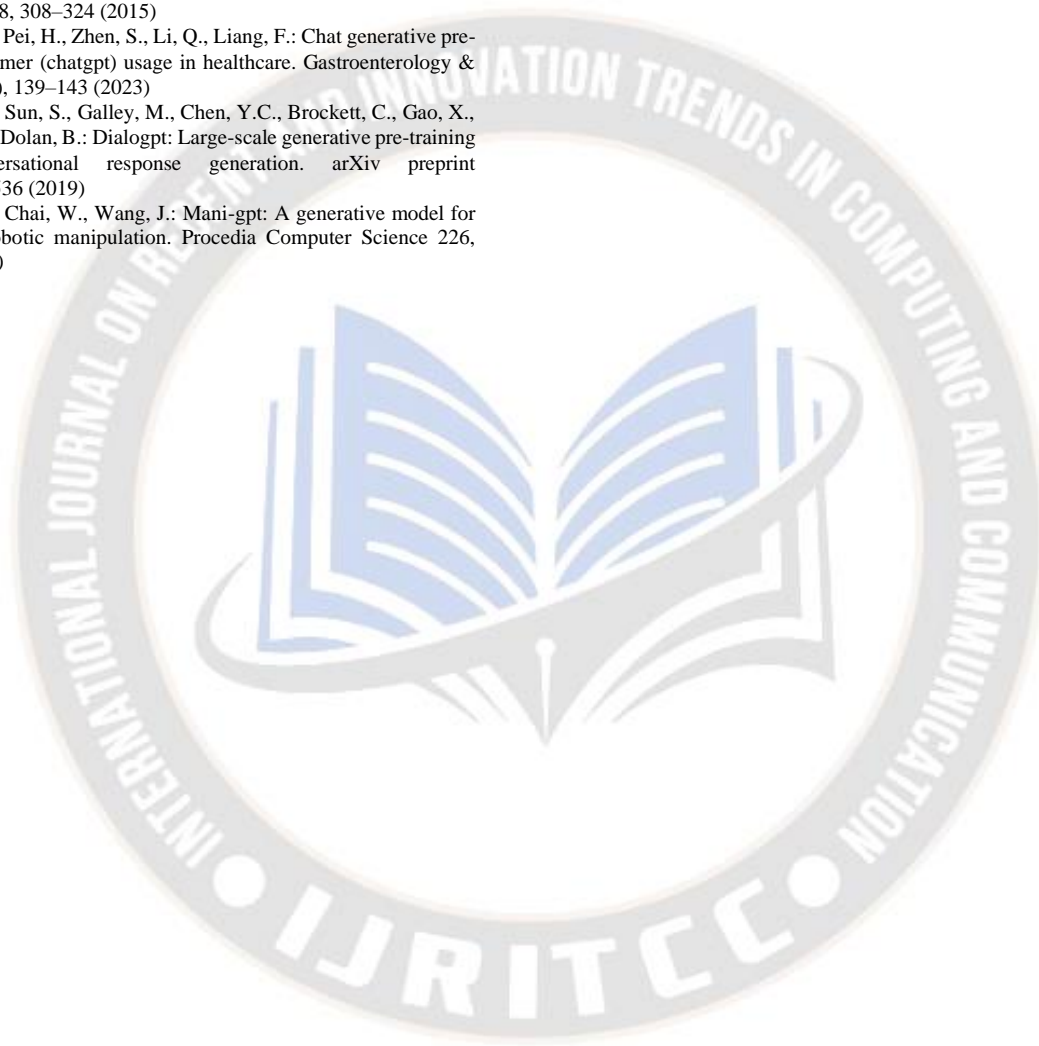 8, 308–324 (2015)
Pei, H., Zhen, S., Li, Q., Liang, F.: Chat generative pre-
mer (chatgpt) usage in healthcare. Gastroenterology &
), 139–143 (2023)
Sun, S., Galley, M., Chen, Y.C., Brockett, C., Gao, X.,
Dolan, B.: Dialogpt: Large-scale generative pre-training
ersational response generation. arXiv preprint
36 (2019)
Chai, W., Wang, J.: Mani-gpt: A generative model for
obotic manipulation. Procedia Computer Science 226,
)
INTERNATIONAL JOURNAL ON RECENT AND INNOVATION TRENDS IN COMPUTING AND COMMUNICATION
IJRITCC